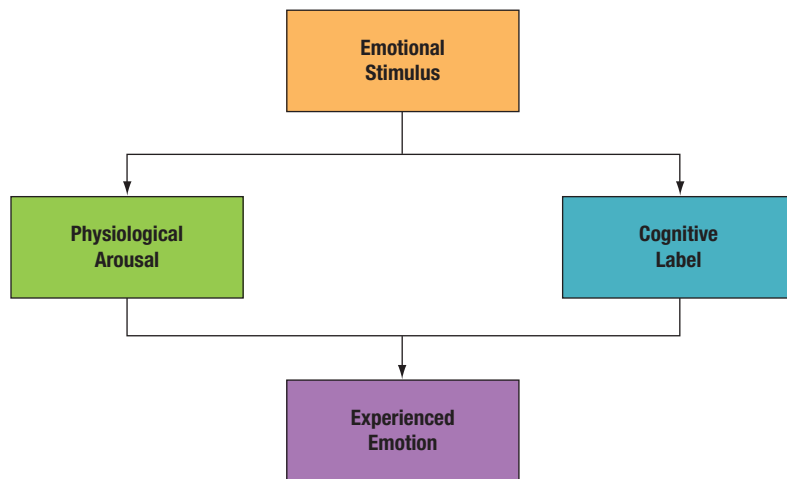 Emotional
Stimulus
Physiological
Arousal
Cognitive
Label
Experienced
Emotion